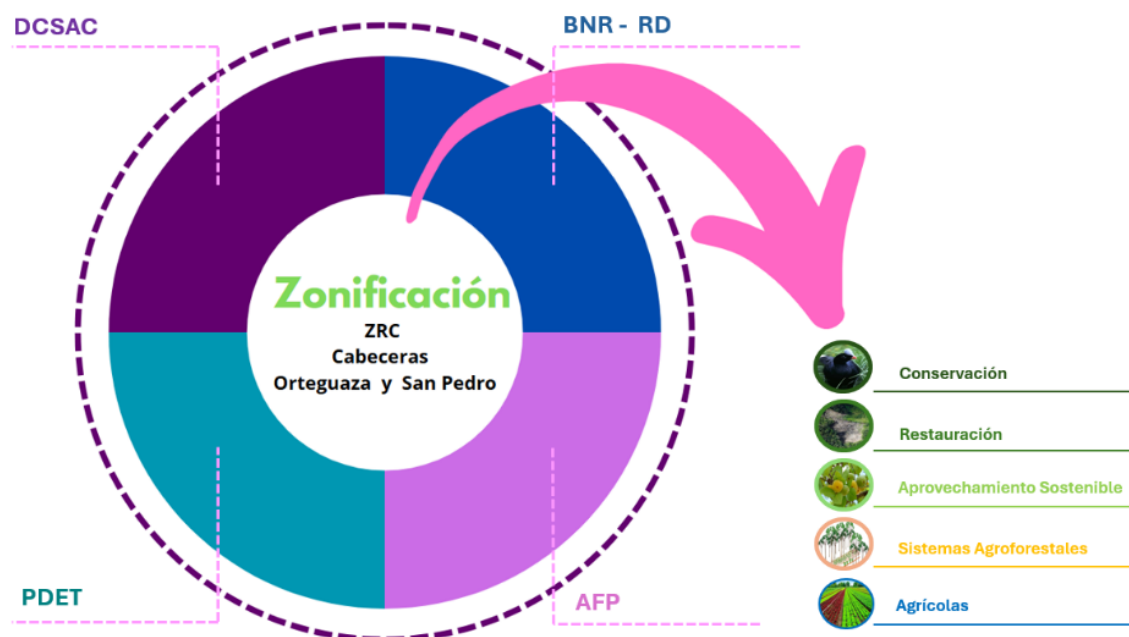 DCSAC
BNR - RD
Zonificación
ZRC
Cabeceras
Orteguaza y San Pedro
PDET
AFP
Conservación
Restauración
Aprovechamiento Sostenible
Sistemas Agroforestales
Agrícolas